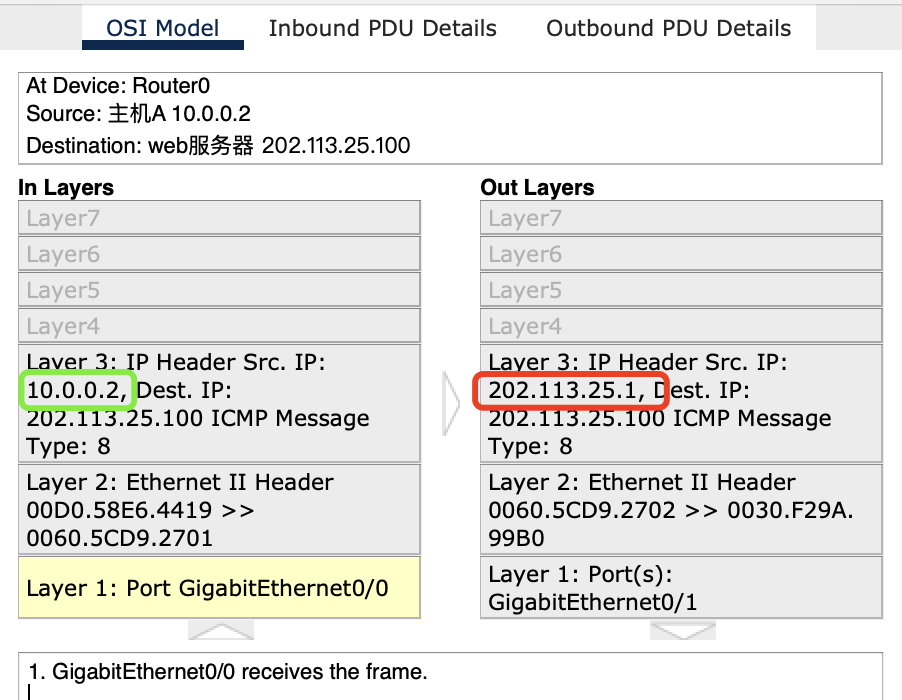 OSI Model Inbound PDU Details Outbound PDU Details
At Device: Router0
Source: 主机A 10.0.0.2
Destination: web服务器 202.113.25.100
In Layers
Layer7
Layer6
Layer5
Layer4
Layer 3: IP Header Src. IP:
10.0.0.2, Dest. IP:
202.113.25.100 ICMP Message
Type: 8
Layer 2: Ethernet II Header
00D0.58E6.4419 >>
0060.5CD9.2701
Layer 1: Port GigabitEthernet0/0
Out Layers
Layer7
Layer6
Layer5
Layer4
Layer 3: IP Header Src. IP:
202.113.25.1, Dest. IP:
202.113.25.100 ICMP Message
Type: 8
Layer 2: Ethernet II Header
0060.5CD9.2702 >> 0030.F29A.
99B0
Layer 1: Port(s):
GigabitEthernet0/1
1. GigabitEthernet0/0 receives the frame.